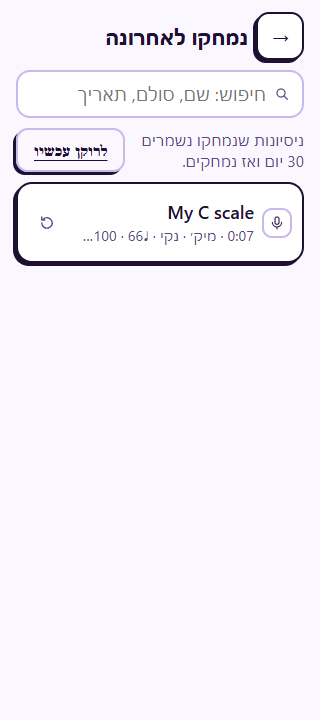 → נמחקו לאחרונה
חיפוש: שם, סולם, תאריך
ניסיונות שנמחקו נשמרים
30 יום ואז נמחקים.
לרוקן עכשיו
My C scale
0:07 · מיק׳ · נקי · ♩66 · 100...